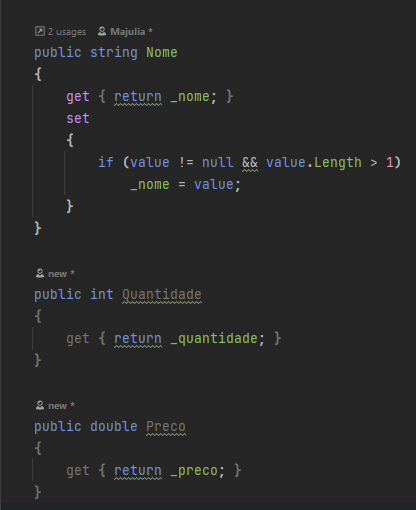 2 usages Majulia *
public string Nome
{
get { return _nome; }
set
{
if (value != null && value.Length > 1)
_nome = value;
}
}
new *
public int Quantidade
{
get { return _quantidade; }
}
new *
public double Preco
{
get { return _preco; }
}